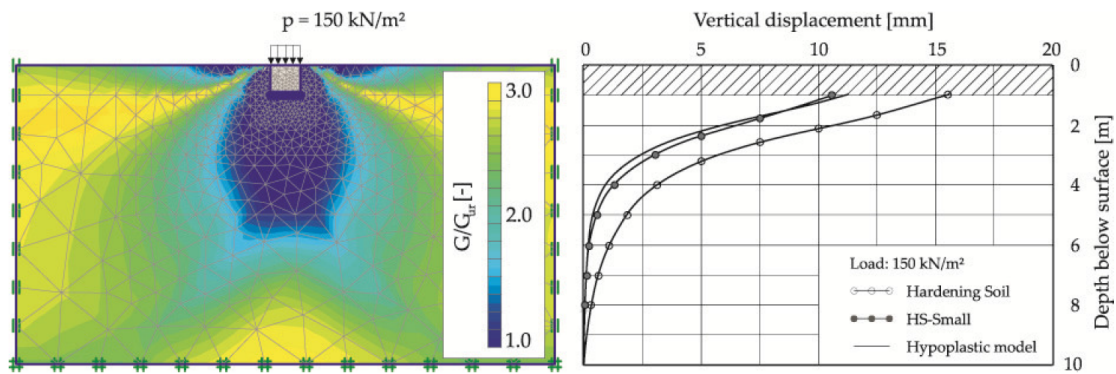 p = 150 kN/m²
G/Gur [-]
3.0
2.0
1.0
Vertical displacement [mm]
0 5 10 15 20
0
2
4
6
8
10
Depth below surface [m]
Load: 150 kN/m²
Hardening Soil
HS-Small
Hypoplastic model